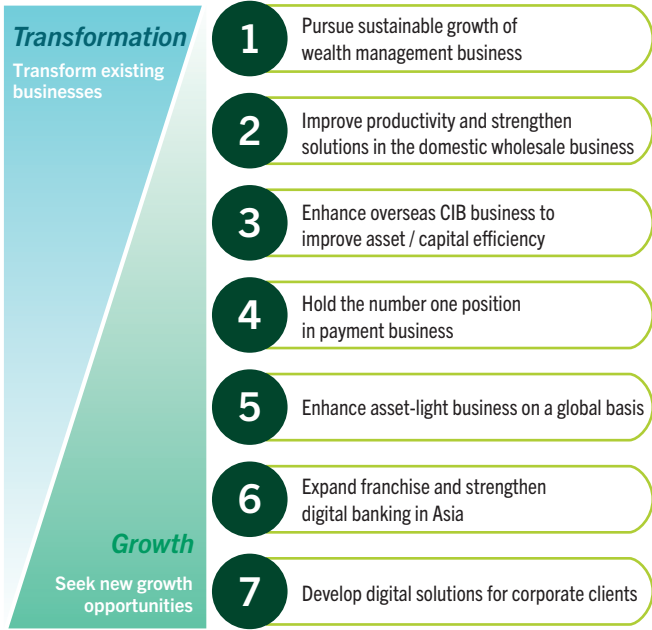 Transformation
Transform existing
businesses
1
Pursue sustainable growth of
wealth management business
2
Improve productivity and strengthen
solutions in the domestic wholesale business
3
Enhance overseas CIB business to
improve asset / capital efficiency
4
Hold the number one position
in payment business
5
Enhance asset-light business on a global basis
6
Expand franchise and strengthen
digital banking in Asia
Growth
Seek new growth
opportunities
7
Develop digital solutions for corporate clients